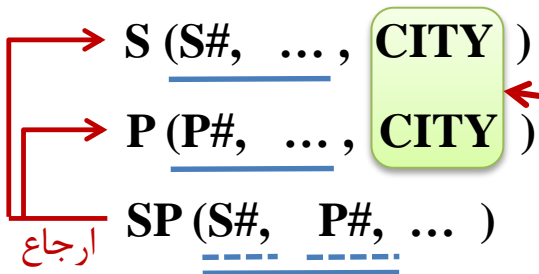 S (S#, … , CITY )
P (P#, … , CITY )
SP (S#, P#, … )
ارجاع